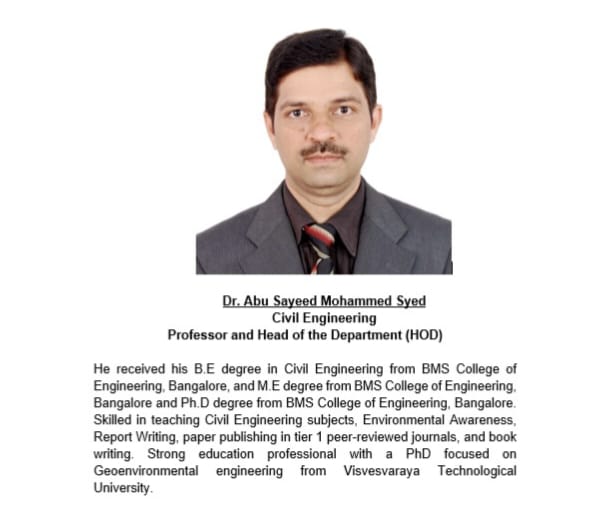 Dr. Abu Sayeed Mohammed Syed
Civil Engineering
Professor and Head of the Department (HOD)
He received his B.E degree in Civil Engineering from BMS College of
Engineering, Bangalore, and M.E degree from BMS College of Engineering,
Bangalore and Ph.D degree from BMS College of Engineering, Bangalore.
Skilled in teaching Civil Engineering subjects, Environmental Awareness,
Report Writing, paper publishing in tier 1 peer-reviewed journals, and book
writing. Strong education professional with a PhD focused on
Geoenvironmental engineering from Visvesvaraya Technological
University.